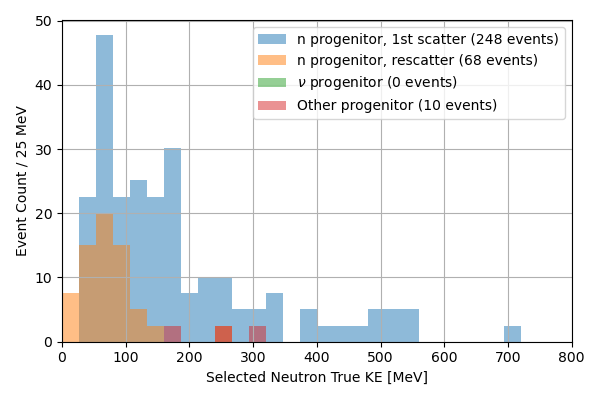 50
40
30
20
10
0
Event Count / 25 MeV
n progenitor, 1st scatter (248 events)
n progenitor, rescatter (68 events)
ν progenitor (0 events)
Other progenitor (10 events)
0 100 200 300 400 500 600 700 800
Selected Neutron True KE [MeV]